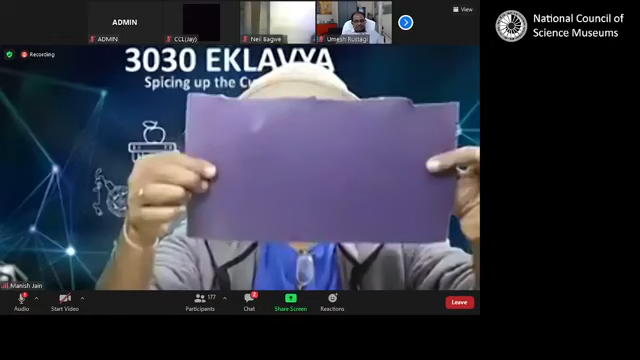 ADMIN
ADMIN
CCL(Jay)
Neil Bagwe
Umesh Rustagi
View
National Council of
Science Museums
Recording
3030 EKLAVYA
Spicing up the
Manish Jain
Audio
Start Video
177
Participants
2
Chat
Share Screen
Reactions
Leave